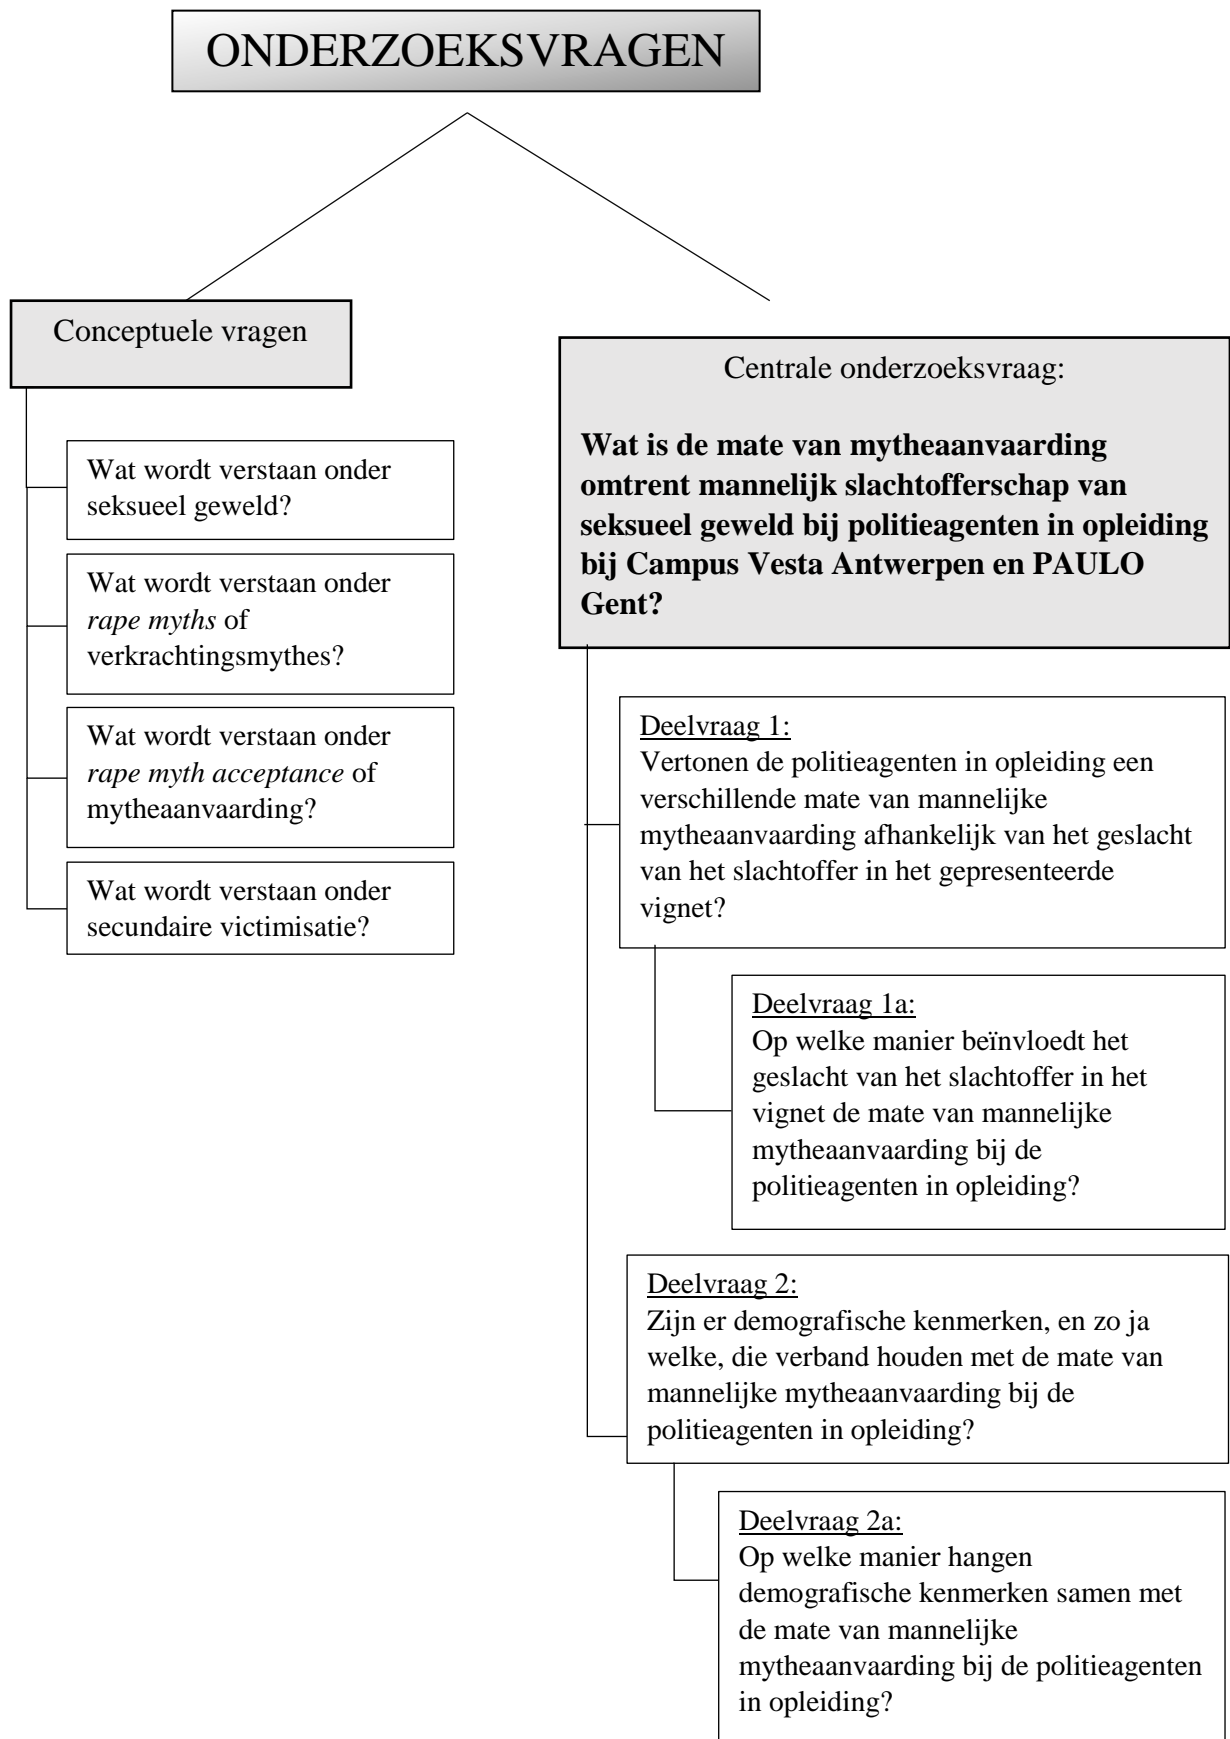 ONDERZOEKSVRAGEN
Conceptuele vragen
Wat wordt verstaan onder
seksueel geweld?
Wat wordt verstaan onder
rape myths of
verkrachtingsmythes?
Wat wordt verstaan onder
rape myth acceptance of
mytheaanvaarding?
Wat wordt verstaan onder
secundaire victimisatie?
Centrale onderzoeksvraag:
Wat is de mate van mytheaanvaarding
omtrent mannelijk slachtofferschap van
seksueel geweld bij politieagenten in opleiding
bij Campus Vesta Antwerpen en PAULO
Gent?
Deelvraag 1:
Vertonen de politieagenten in opleiding een
verschillende mate van mannelijke
mytheaanvaarding afhankelijk van het geslacht
van het slachtoffer in het gepresenteerde
vignet?
Deelvraag 1a:
Op welke manier beïnvloedt het
geslacht van het slachtoffer in het
vignet de mate van mannelijke
mytheaanvaarding bij de
politieagenten in opleiding?
Deelvraag 2:
Zijn er demografische kenmerken, en zo ja
welke, die verband houden met de mate van
mannelijke mytheaanvaarding bij de
politieagenten in opleiding?
Deelvraag 2a:
Op welke manier hangen
demografische kenmerken samen met
de mate van mannelijke
mytheaanvaarding bij de politieagenten
in opleiding?